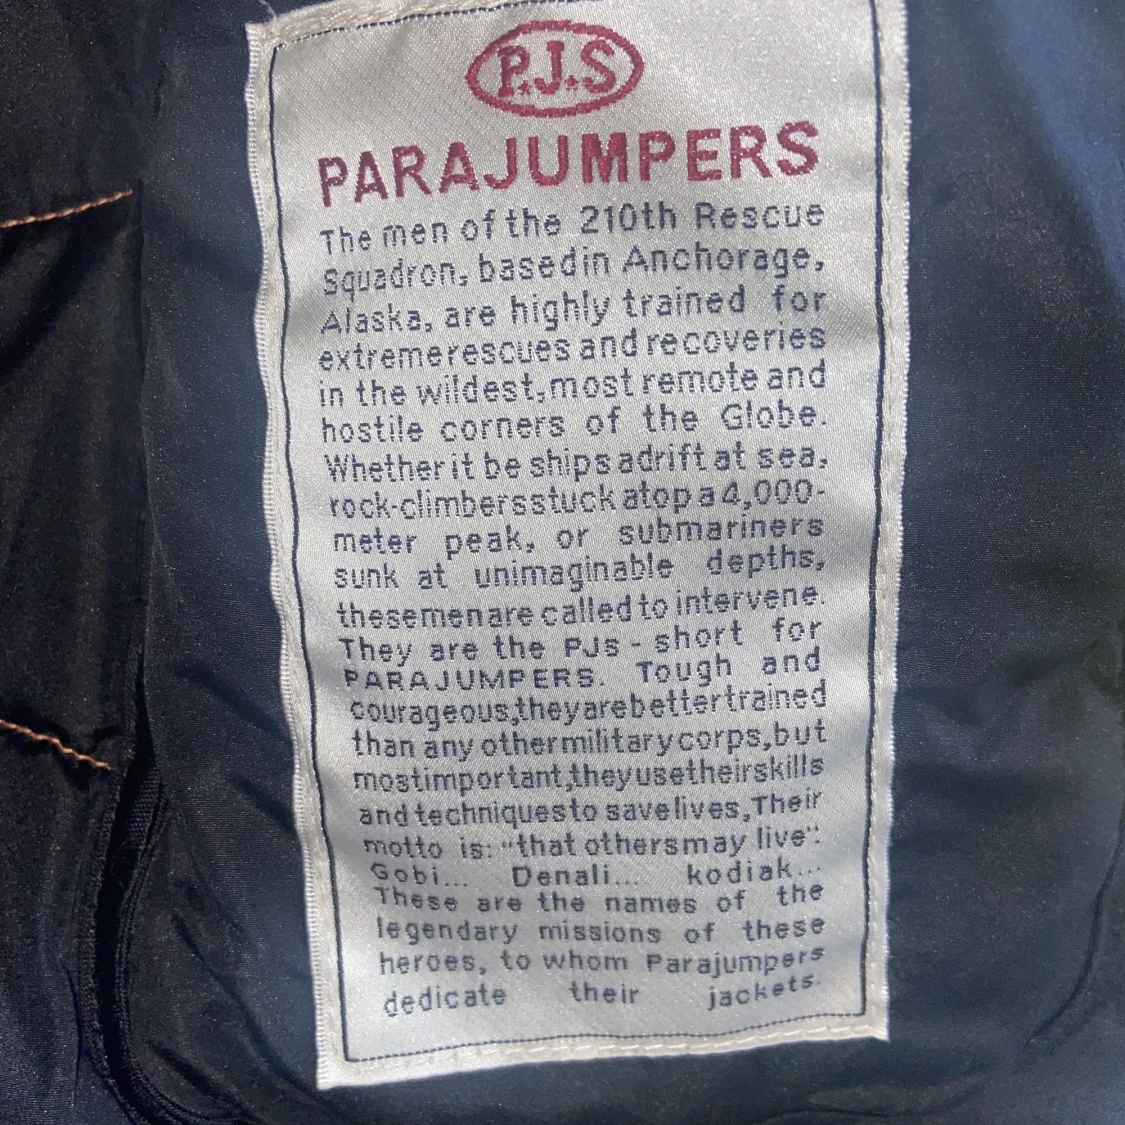 P.J.S
PARAJUMPERS
The men of the 210th Rescue
Squadron, based in Anchorage,
Alaska, are highly trained for
extreme rescues and recoveries
in the wildest, most remote and
hostile corners of the Globe.
Whether it be ships adrift at sea,
rock-climbers stuck atop a 4,000-
meter peak, or submariners
sunk at unimaginable depths,
these men are called to intervene.
They are the PJs - short for
PARAJUMPERS. Tough and
courageous, they are better trained
than any other military corps, but
most important, they use their skills
and techniques to save lives, Their
motto is: "that others may live".
Gobi... Denali... kodiak...
These are the names of the
legendary missions of these
heroes, to whom Parajumpers
dedicate their jackets.